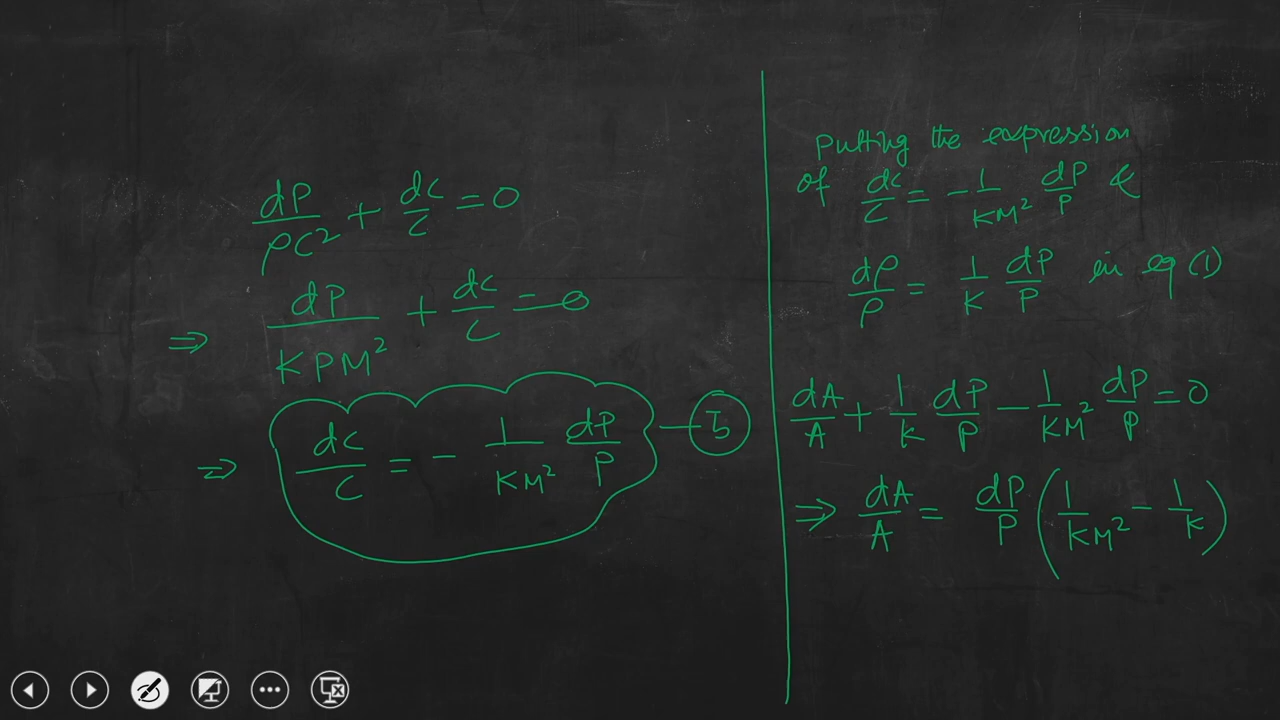 dP/ρC² + dC/C = 0
⇒ dP/KPM² + dC/C = 0
⇒ dC/C = - 1/KM² dP/P — 5
Putting the expression
of dC/C = - 1/KM² dP/P &
dρ/ρ = 1/K dP/P in eq (1)
dA/A + 1/K dP/P - 1/KM² dP/P = 0
⇒ dA/A = dP/P (1/KM² - 1/K)